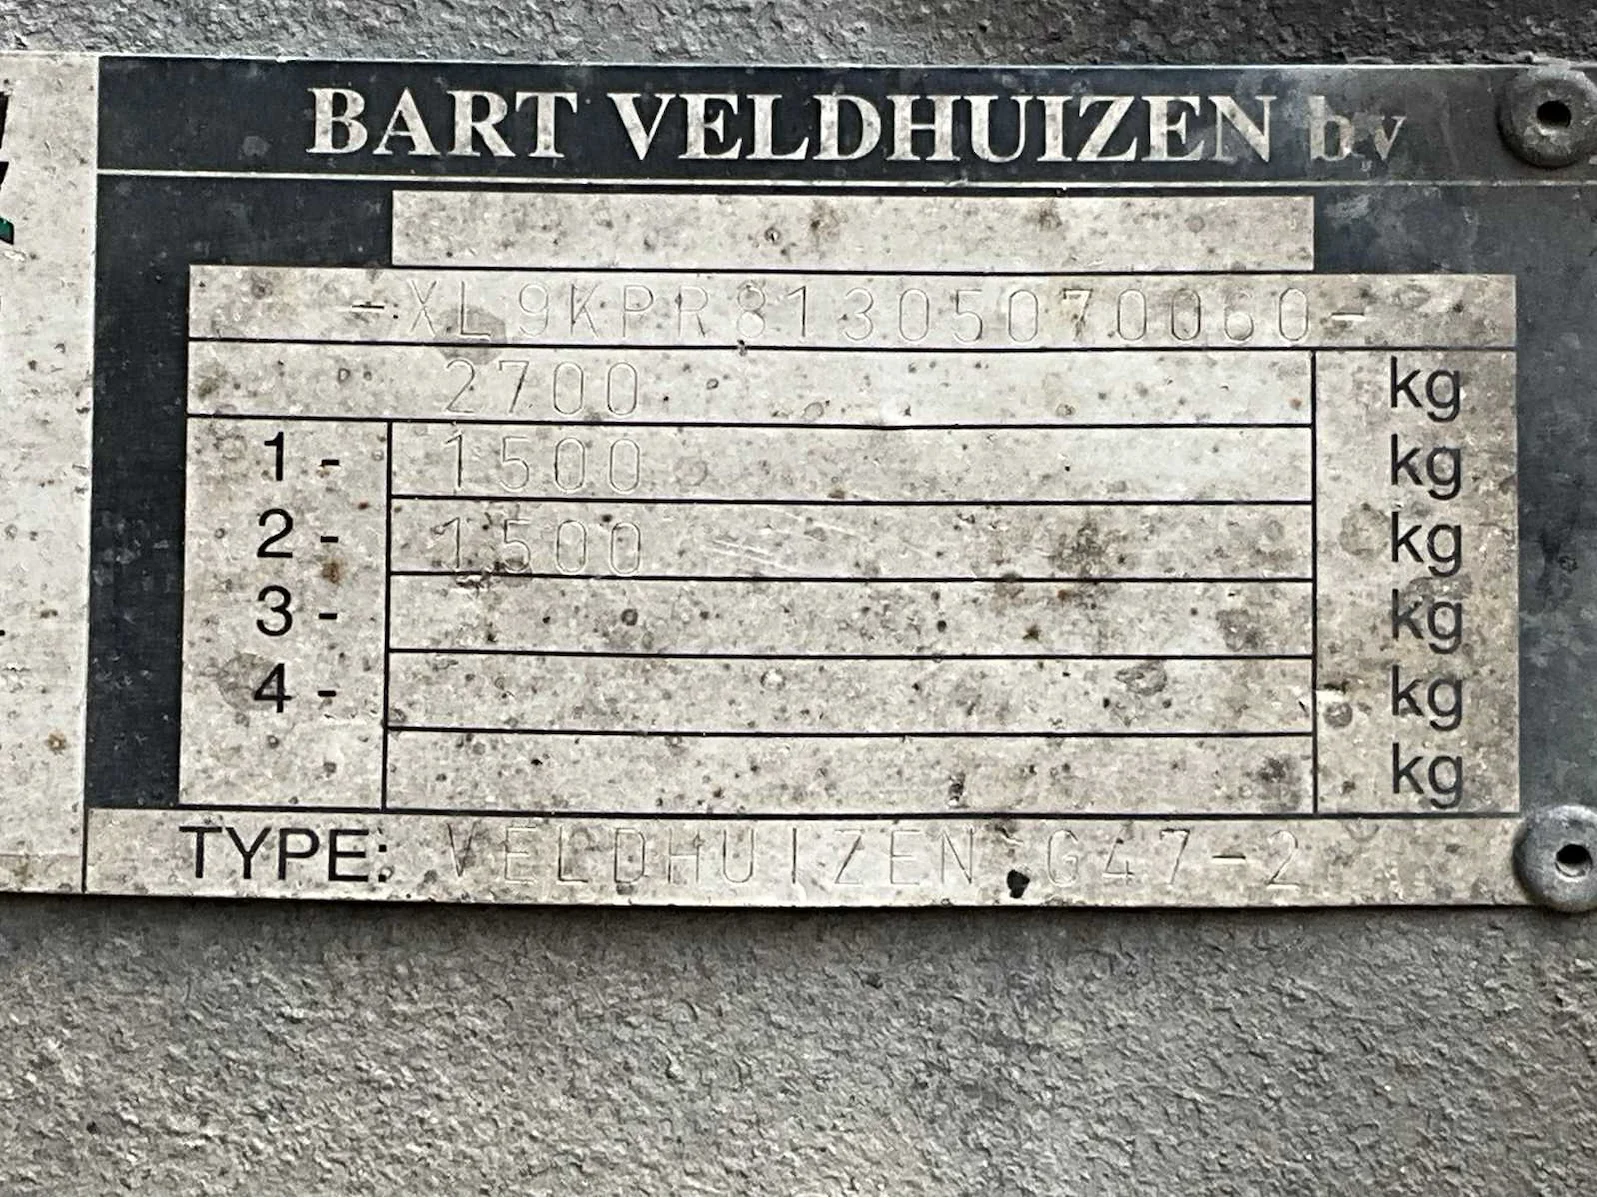 BART VELDHUIZEN bv
-XL9KPR81305070060-
2700 kg
1 - 1500 kg
2 - 1500 kg
3 - kg
4 - kg
kg
TYPE: VELDHUIZEN G47-2